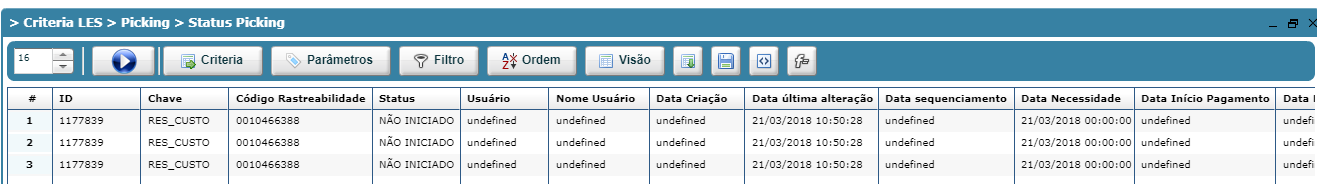 > Criteria LES > Picking > Status Picking
16 Criteria Parâmetros Filtro Ordem Visão
# ID Chave Código Rastreabilidade Status Usuário Nome Usuário Data Criação Data última alteração Data sequenciamento Data Necessidade Data Início Pagamento Data
1 1177839 RES_CUSTO 0010466388 NÃO INICIADO undefined undefined undefined 21/03/2018 10:50:28 undefined 21/03/2018 00:00:00 undefined undefi
2 1177839 RES_CUSTO 0010466388 NÃO INICIADO undefined undefined undefined 21/03/2018 10:50:28 undefined 21/03/2018 00:00:00 undefined undefi
3 1177839 RES_CUSTO 0010466388 NÃO INICIADO undefined undefined undefined 21/03/2018 10:50:28 undefined 21/03/2018 00:00:00 undefined undefi